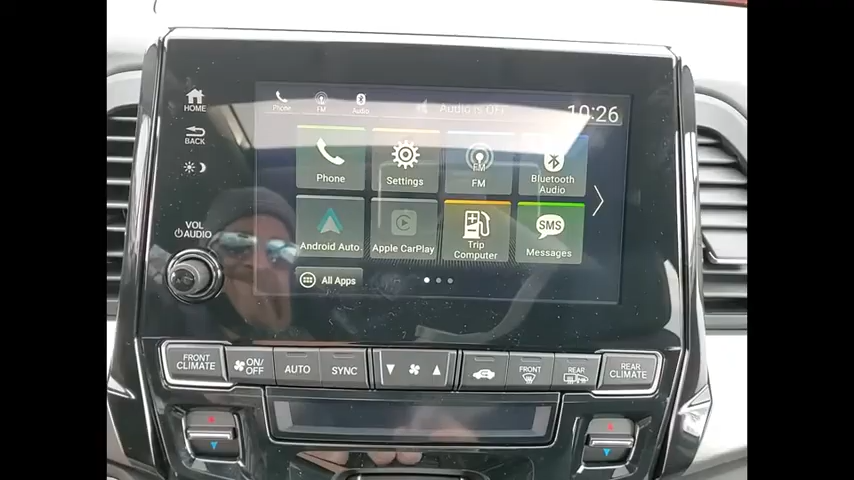 HOME
Phone
FM
Audio
Audio is OFF
10:26
BACK
Phone
Settings
FM
FM
Bluetooth
Audio
VOL
AUDIO
Android Auto
Apple CarPlay
Trip
Computer
SMS
Messages
All Apps
FRONT
CLIMATE
ON/
OFF
AUTO
SYNC
FRONT
REAR
REAR
CLIMATE